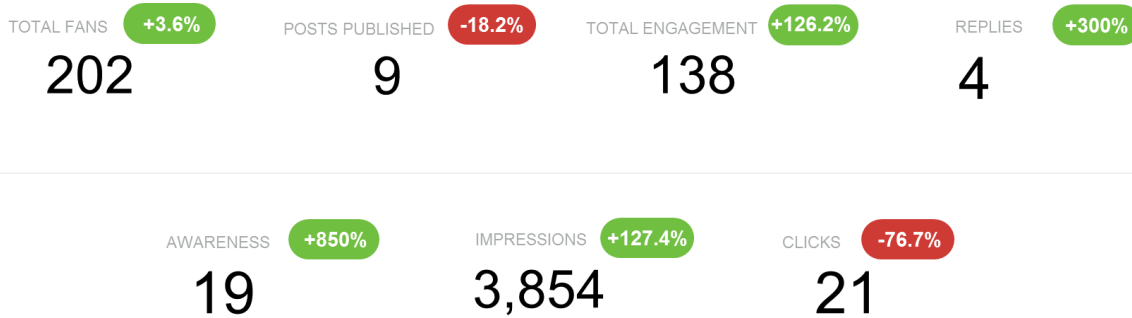 TOTAL FANS +3.6% POSTS PUBLISHED -18.2% TOTAL ENGAGEMENT +126.2% REPLIES +300%
202 9 138 4
AWARENESS +850% IMPRESSIONS +127.4% CLICKS -76.7%
19 3,854 21